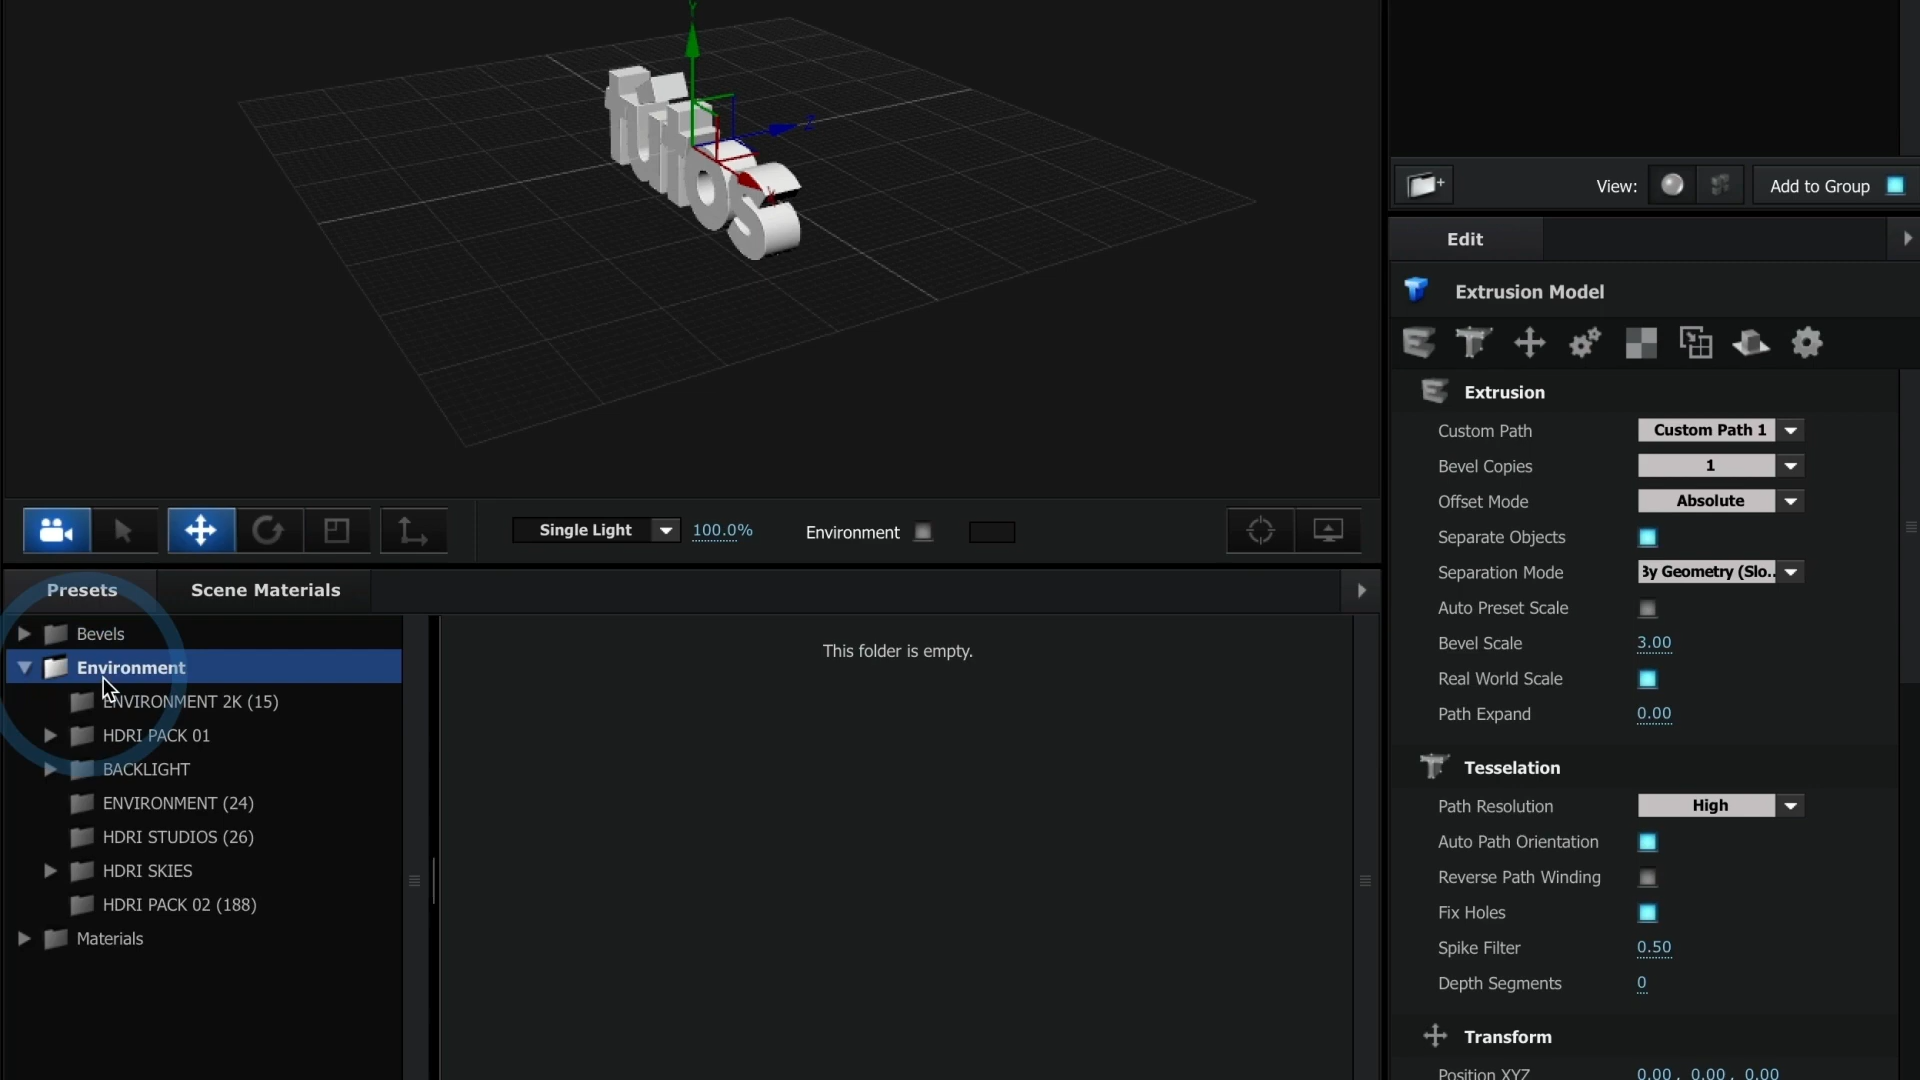 Y
Z
X
tutos
View:
Add to Group
Edit
Extrusion Model
Extrusion
Custom Path
Custom Path 1
Bevel Copies
1
Offset Mode
Absolute
Separate Objects
Separation Mode
By Geometry (Slo..
Auto Preset Scale
Bevel Scale
3.00
Real World Scale
Path Expand
0.00
Tesselation
Path Resolution
High
Auto Path Orientation
Reverse Path Winding
Fix Holes
Spike Filter
0.50
Depth Segments
0
Transform
Position XYZ
0.00 , 0.00 , 0.00
Single Light
100.0%
Environment
Presets
Scene Materials
Bevels
Environment
ENVIRONMENT 2K (15)
HDRI PACK 01
BACKLIGHT
ENVIRONMENT (24)
HDRI STUDIOS (26)
HDRI SKIES
HDRI PACK 02 (188)
Materials
This folder is empty.